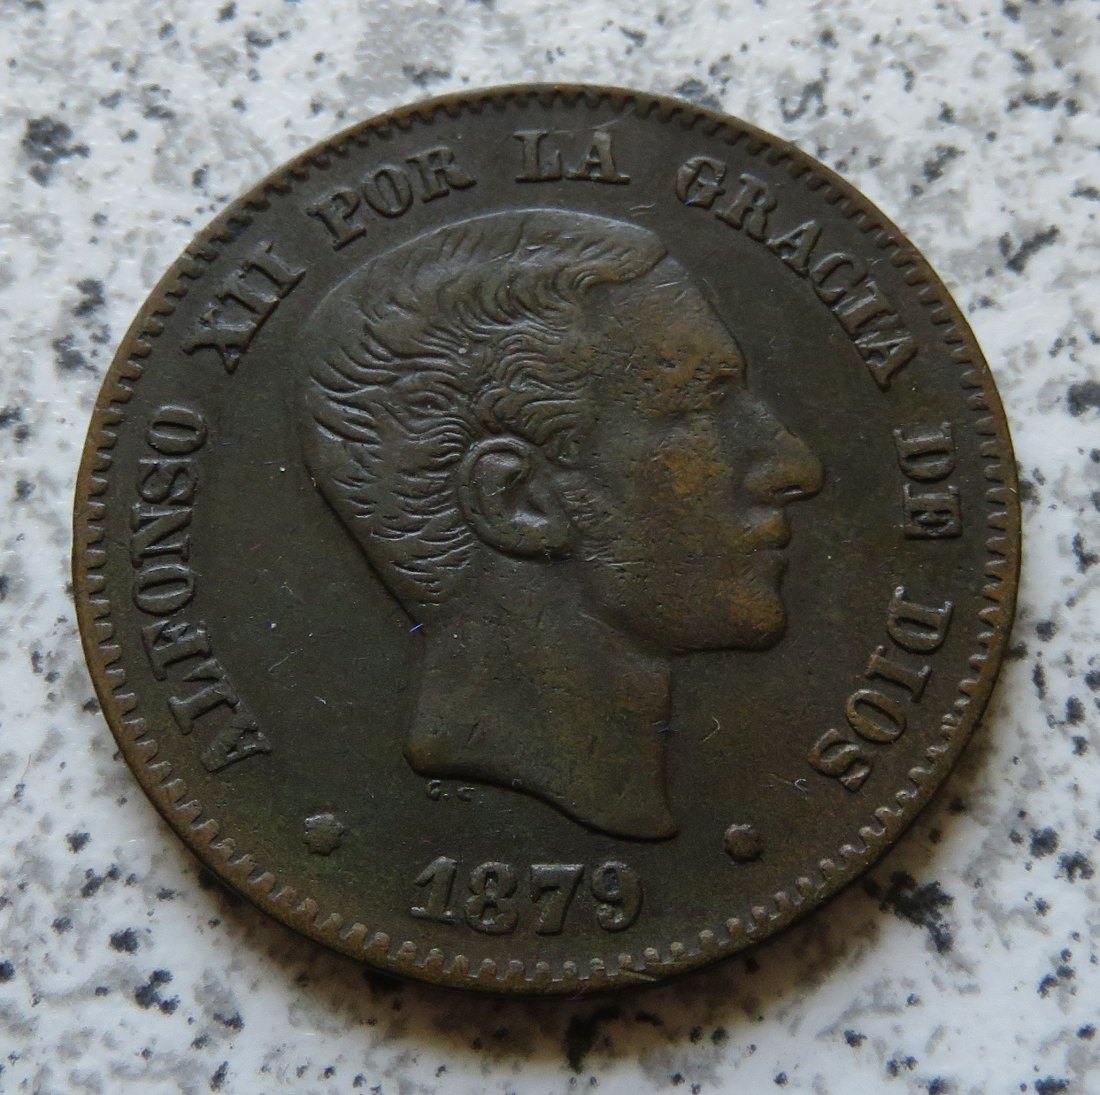 ALFONSO XII POR LA GRACIA DE DIOS
G. C.
1879